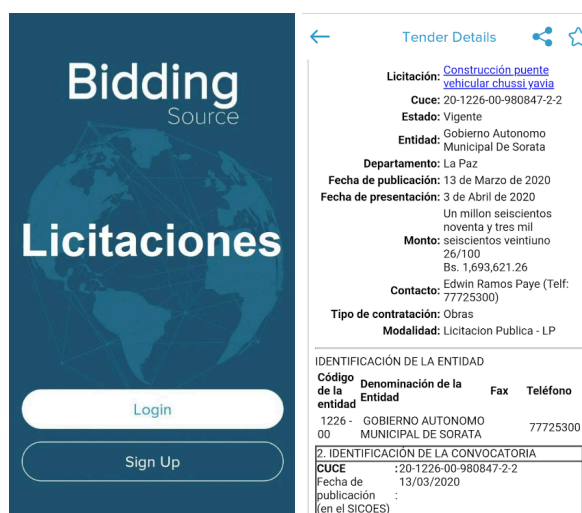 Bidding
Source
Licitaciones
Login
Sign Up
Tender Details
Licitación: Construcción puente
vehicular chussi yavia
Cuce: 20-1226-00-980847-2-2
Estado: Vigente
Entidad: Gobierno Autonomo
Municipal De Sorata
Departamento: La Paz
Fecha de publicación: 13 de Marzo de 2020
Fecha de presentación: 3 de Abril de 2020
Un millon seiscientos
noventa y tres mil
Monto: seiscientos veintiuno
26/100
Bs. 1,693,621.26
Contacto: Edwin Ramos Paye (Telf:
77725300)
Tipo de contratación: Obras
Modalidad: Licitacion Publica - LP
IDENTIFICACIÓN DE LA ENTIDAD
Código de la entidad Denominación de la Entidad Fax Teléfono
1226 - 00 GOBIERNO AUTONOMO MUNICIPAL DE SORATA 77725300
2. IDENTIFICACIÓN DE LA CONVOCATORIA
CUCE :20-1226-00-980847-2-2
Fecha de 13/03/2020
publicación :
(en el SICOES)